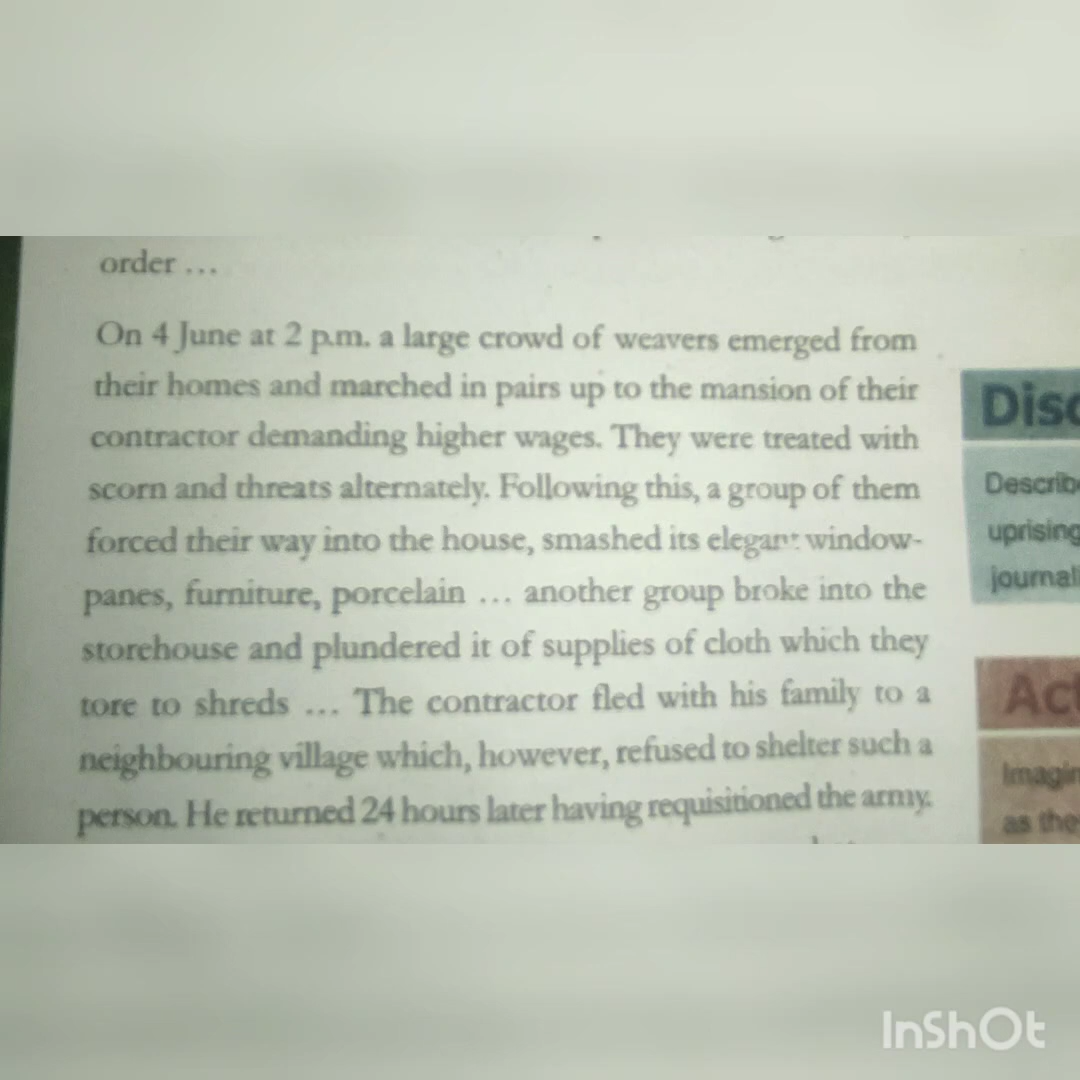 order ...
On 4 June at 2 p.m. a large crowd of weavers emerged from
their homes and marched in pairs up to the mansion of their
contractor demanding higher wages. They were treated with
scorn and threats alternately. Following this, a group of them
forced their way into the house, smashed its elegant window-
panes, furniture, porcelain ... another group broke into the
storehouse and plundered it of supplies of cloth which they
tore to shreds ... The contractor fled with his family to a
neighbouring village which, however, refused to shelter such a
person. He returned 24 hours later having requisitioned the army.
Disc
Describe
uprising
journal
Act
Imagin
as the
InShOt